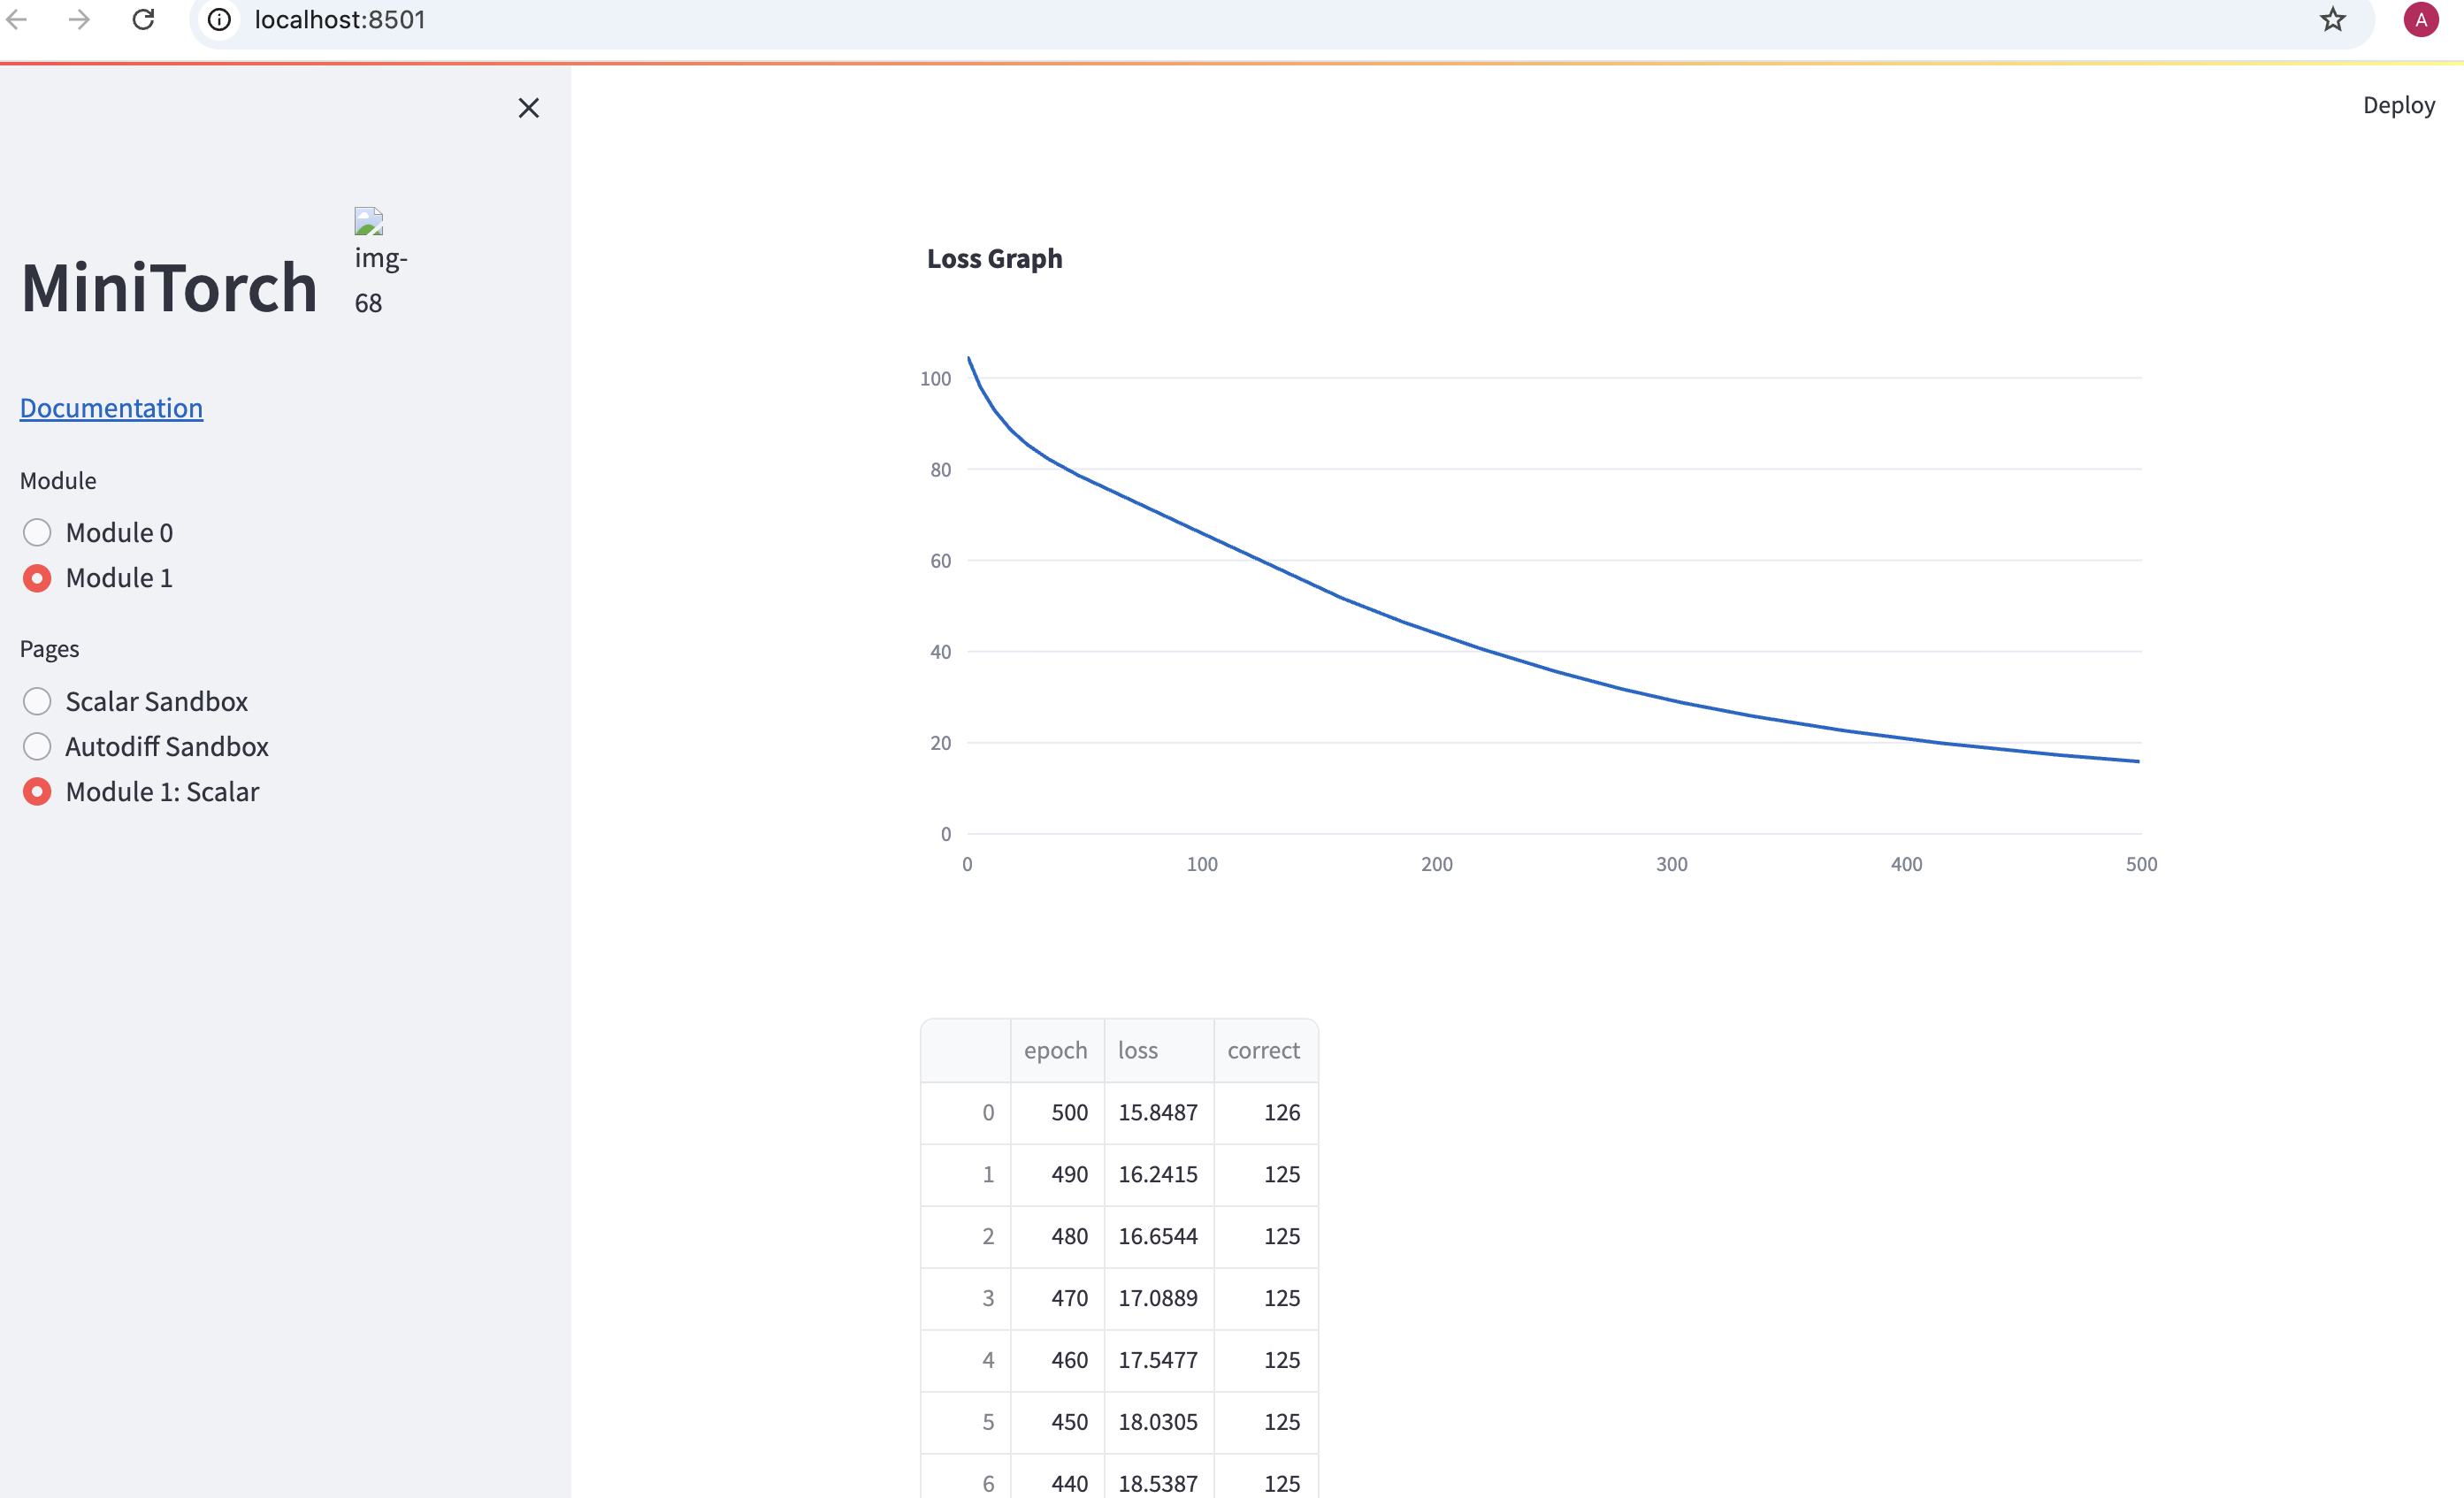 localhost:8501
A
Deploy
MiniTorch
img-
68
Documentation
Module
Module 0
Module 1
Pages
Scalar Sandbox
Autodiff Sandbox
Module 1: Scalar
Loss Graph
100
80
60
40
20
0
0 100 200 300 400 500
epoch loss correct
0 500 15.8487 126
1 490 16.2415 125
2 480 16.6544 125
3 470 17.0889 125
4 460 17.5477 125
5 450 18.0305 125
6 440 18.5387 125